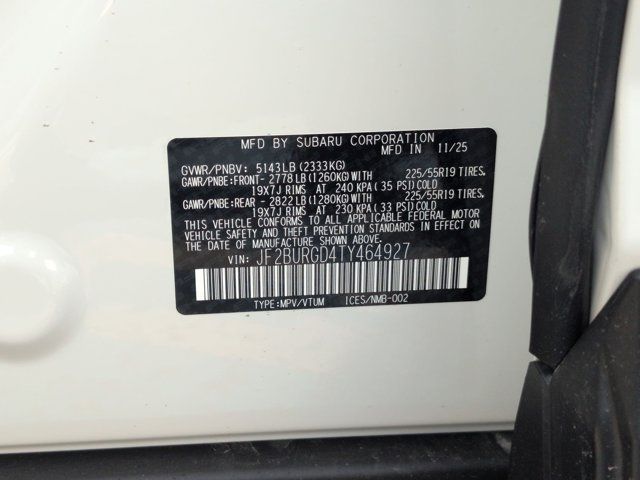 MFD BY SUBARU CORPORATION
MFD IN 11/25
GVWR/PNBV: 5143LB(2333KG)
GAWR/PNBE:FRONT- 2778LB(1260KG)WITH 225/55R19 TIRES.
19X7J RIMS AT 240 KPA( 35 PSI)COLD
GAWR/PNBE:REAR - 2822LB(1280KG)WITH 225/55R19 TIRES,
19X7J RIMS AT 230 KPA( 33 PSI)COLD
THIS VEHICLE CONFORMS TO ALL APPLICABLE FEDERAL MOTOR
VEHICLE SAFETY AND THEFT PREVENTION STANDARDS IN EFFECT ON
THE DATE OF MANUFACTURE SHOWN ABOVE.
VIN: JF2BURGD4TY464927
TYPE:MPV/VTUM ICES/NMB-002